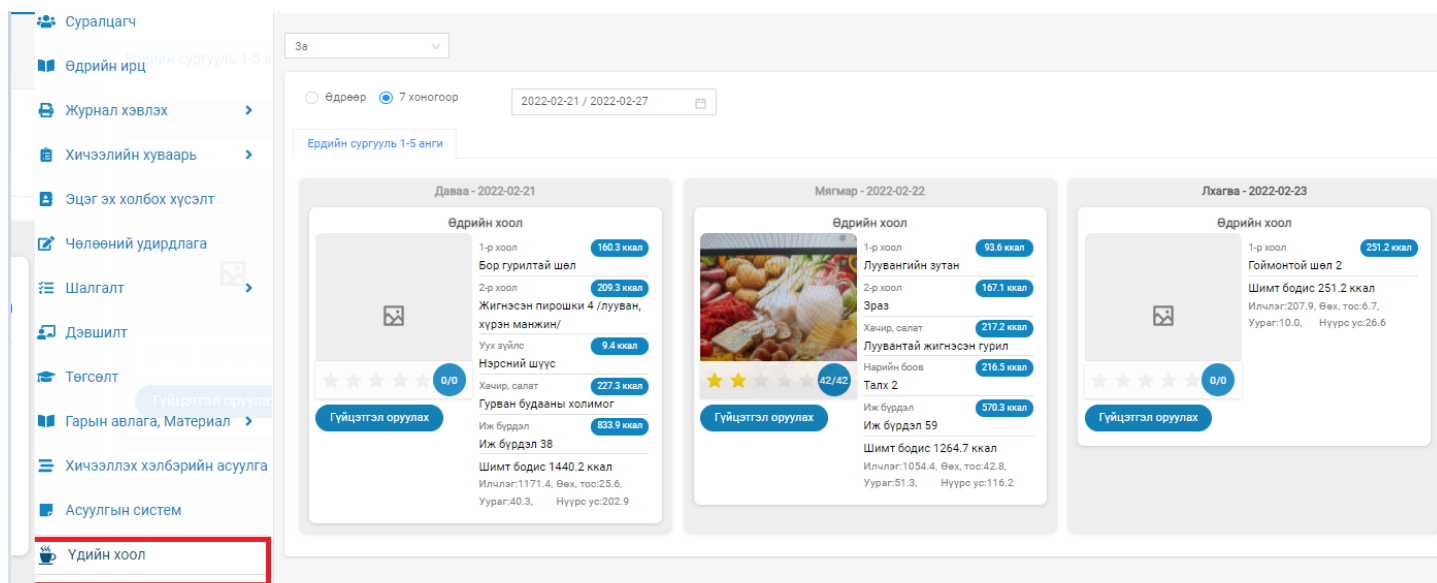 Суралцагч
Өдрийн ирц
Журнал хэвлэх
Хичээлийн хуваарь
Эцэг эх холбох хүсэлт
Чөлөөний удирдлага
Шалгалт
Дэвшилт
Төгсөлт
Гарын авлага, Материал
Хичээллэх хэлбэрийн асуулга
Асуулгын систем
Үдийн хоол
сургууль 1-5 а
Гүйцэтгэл оруулах
3а
Өдрөөр
7 хоногоор
2022-02-21 / 2022-02-27
Ердийн сургууль 1-5 анги
Даваа - 2022-02-21
Өдрийн хоол
1-р хоол 160.3 ккал
Бор гурилтай шөл
2-р хоол 209.3 ккал
Жигнэсэн пирошки 4 /лууван,
хүрэн манжин/
Уух зүйлс 9.4 ккал
Нэрсний шүүс
Хачир, салат 227.3 ккал
Гурван будааны холимог
Иж бүрдэл 833.9 ккал
Иж бүрдэл 38
Шимт бодис 1440.2 ккал
Илчлэг:1171.4, Өөх, тос:25.6,
Уураг:40.3, Нүүрс ус:202.9
0/0
Гүйцэтгэл оруулах
Мягмар - 2022-02-22
Өдрийн хоол
1-р хоол 93.6 ккал
Луувангийн зутан
2-р хоол 167.1 ккал
Зраз
Хачир, салат 217.2 ккал
Луувантай жигнэсэн гурил
Нарийн боов 216.5 ккал
Талх 2
Иж бүрдэл 570.3 ккал
Иж бүрдэл 59
Шимт бодис 1264.7 ккал
Илчлэг:1054.4, Өөх, тос:42.8,
Уураг:51.3, Нүүрс ус:116.2
42/42
Гүйцэтгэл оруулах
Лхагва - 2022-02-23
Өдрийн хоол
1-р хоол 251.2 ккал
Гоймонтой шөл 2
Шимт бодис 251.2 ккал
Илчлэг:207.9, Өөх, тос:6.7,
Уураг:10.0, Нүүрс ус:26.6
0/0
Гүйцэтгэл оруулах